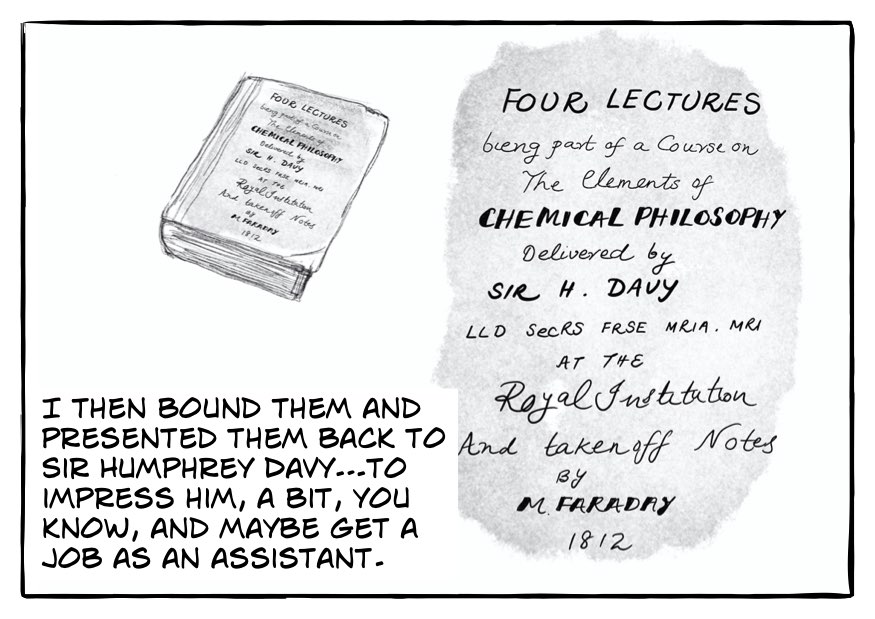 FOUR LECTURES
being part of a Course on
The Elements of
CHEMICAL PHILOSOPHY
Delivered by
SIR H. DAVY
LLD SecRS FRSE MRIA. MRI
AT THE
Royal Institution
And taken off Notes
by
M. FARADAY
1812
I THEN BOUND THEM AND
PRESENTED THEM BACK TO
SIR HUMPHREY DAVY...TO
IMPRESS HIM, A BIT, YOU
KNOW, AND MAYBE GET A
JOB AS AN ASSISTANT.
FOUR LECTURES
being part of a Course on
The Elements of
CHEMICAL PHILOSOPHY
Delivered by
SIR H. DAVY
LLD SecRS FRSE MRIA. MRI
AT THE
Royal Institution
And taken off Notes
BY
M. FARADAY
1812